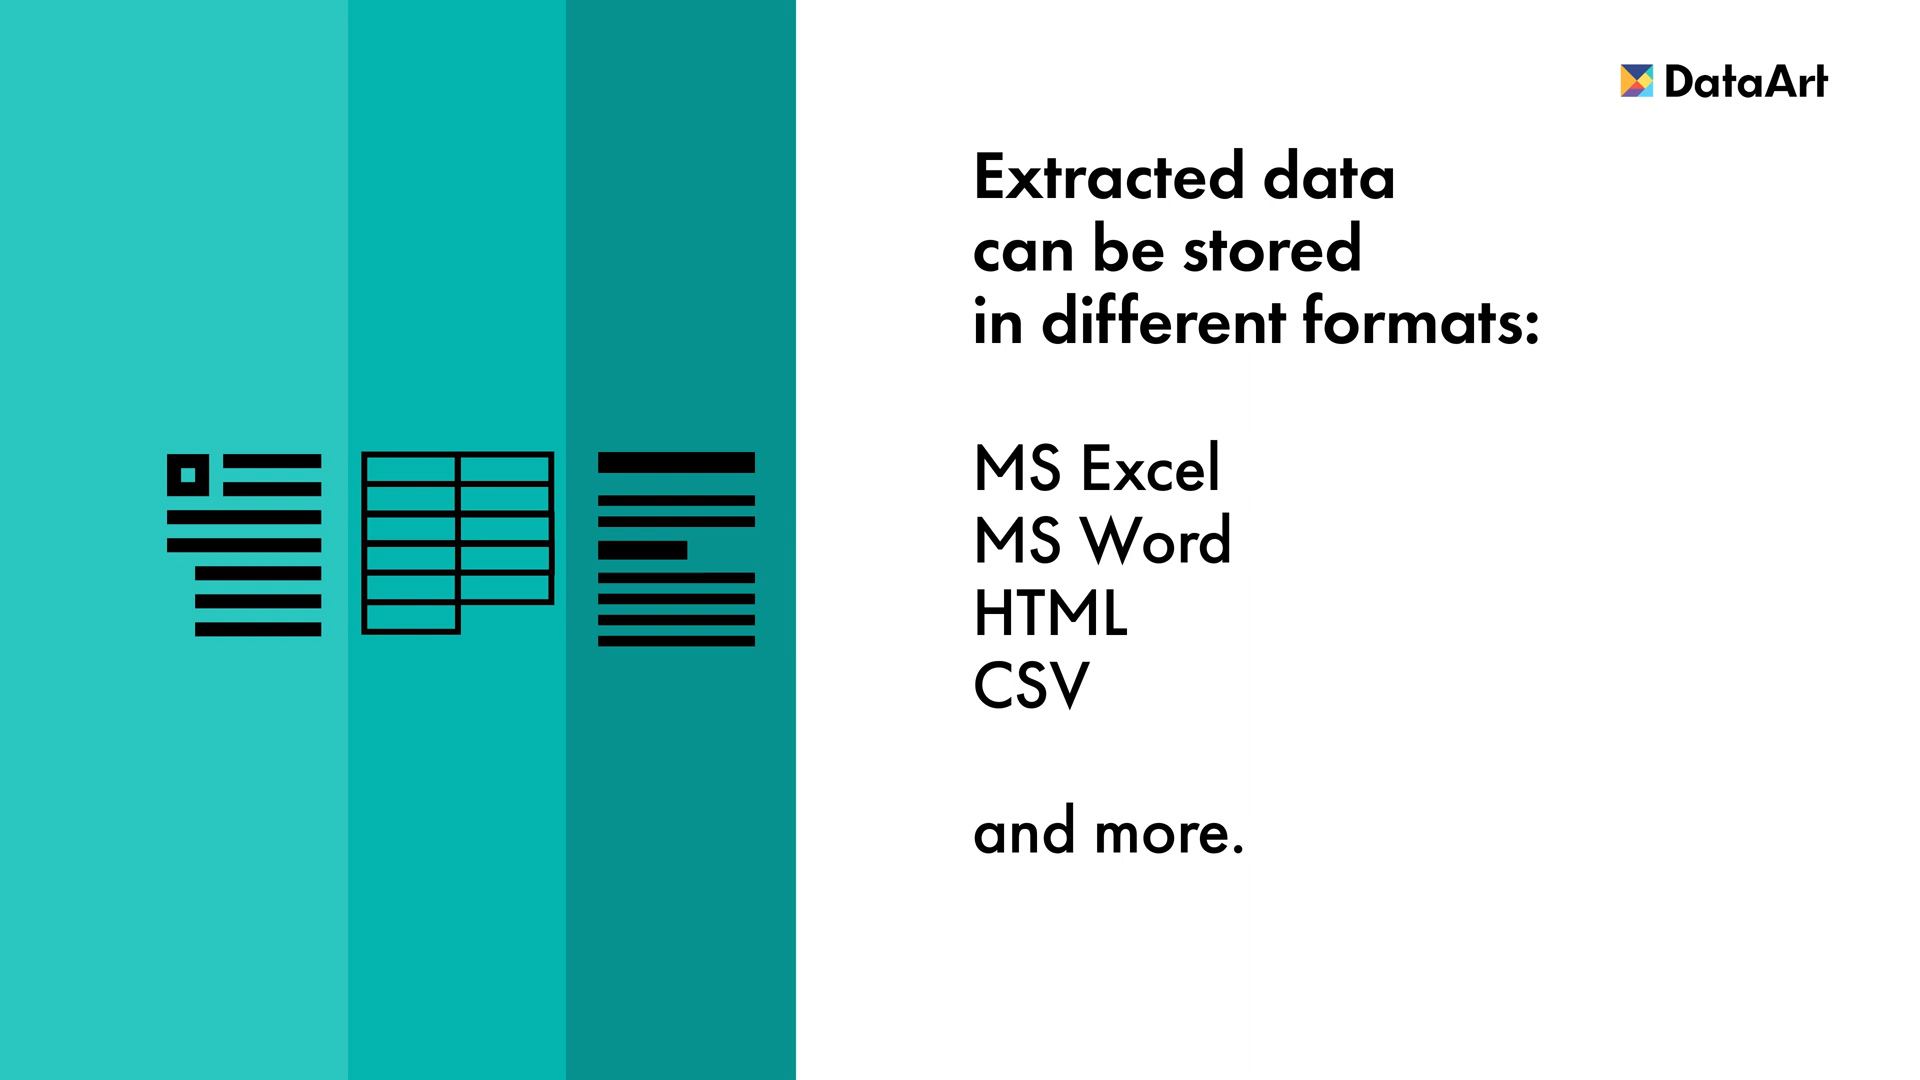 DataArt
Extracted data
can be stored
in different formats:
MS Excel
MS Word
HTML
CSV
and more.